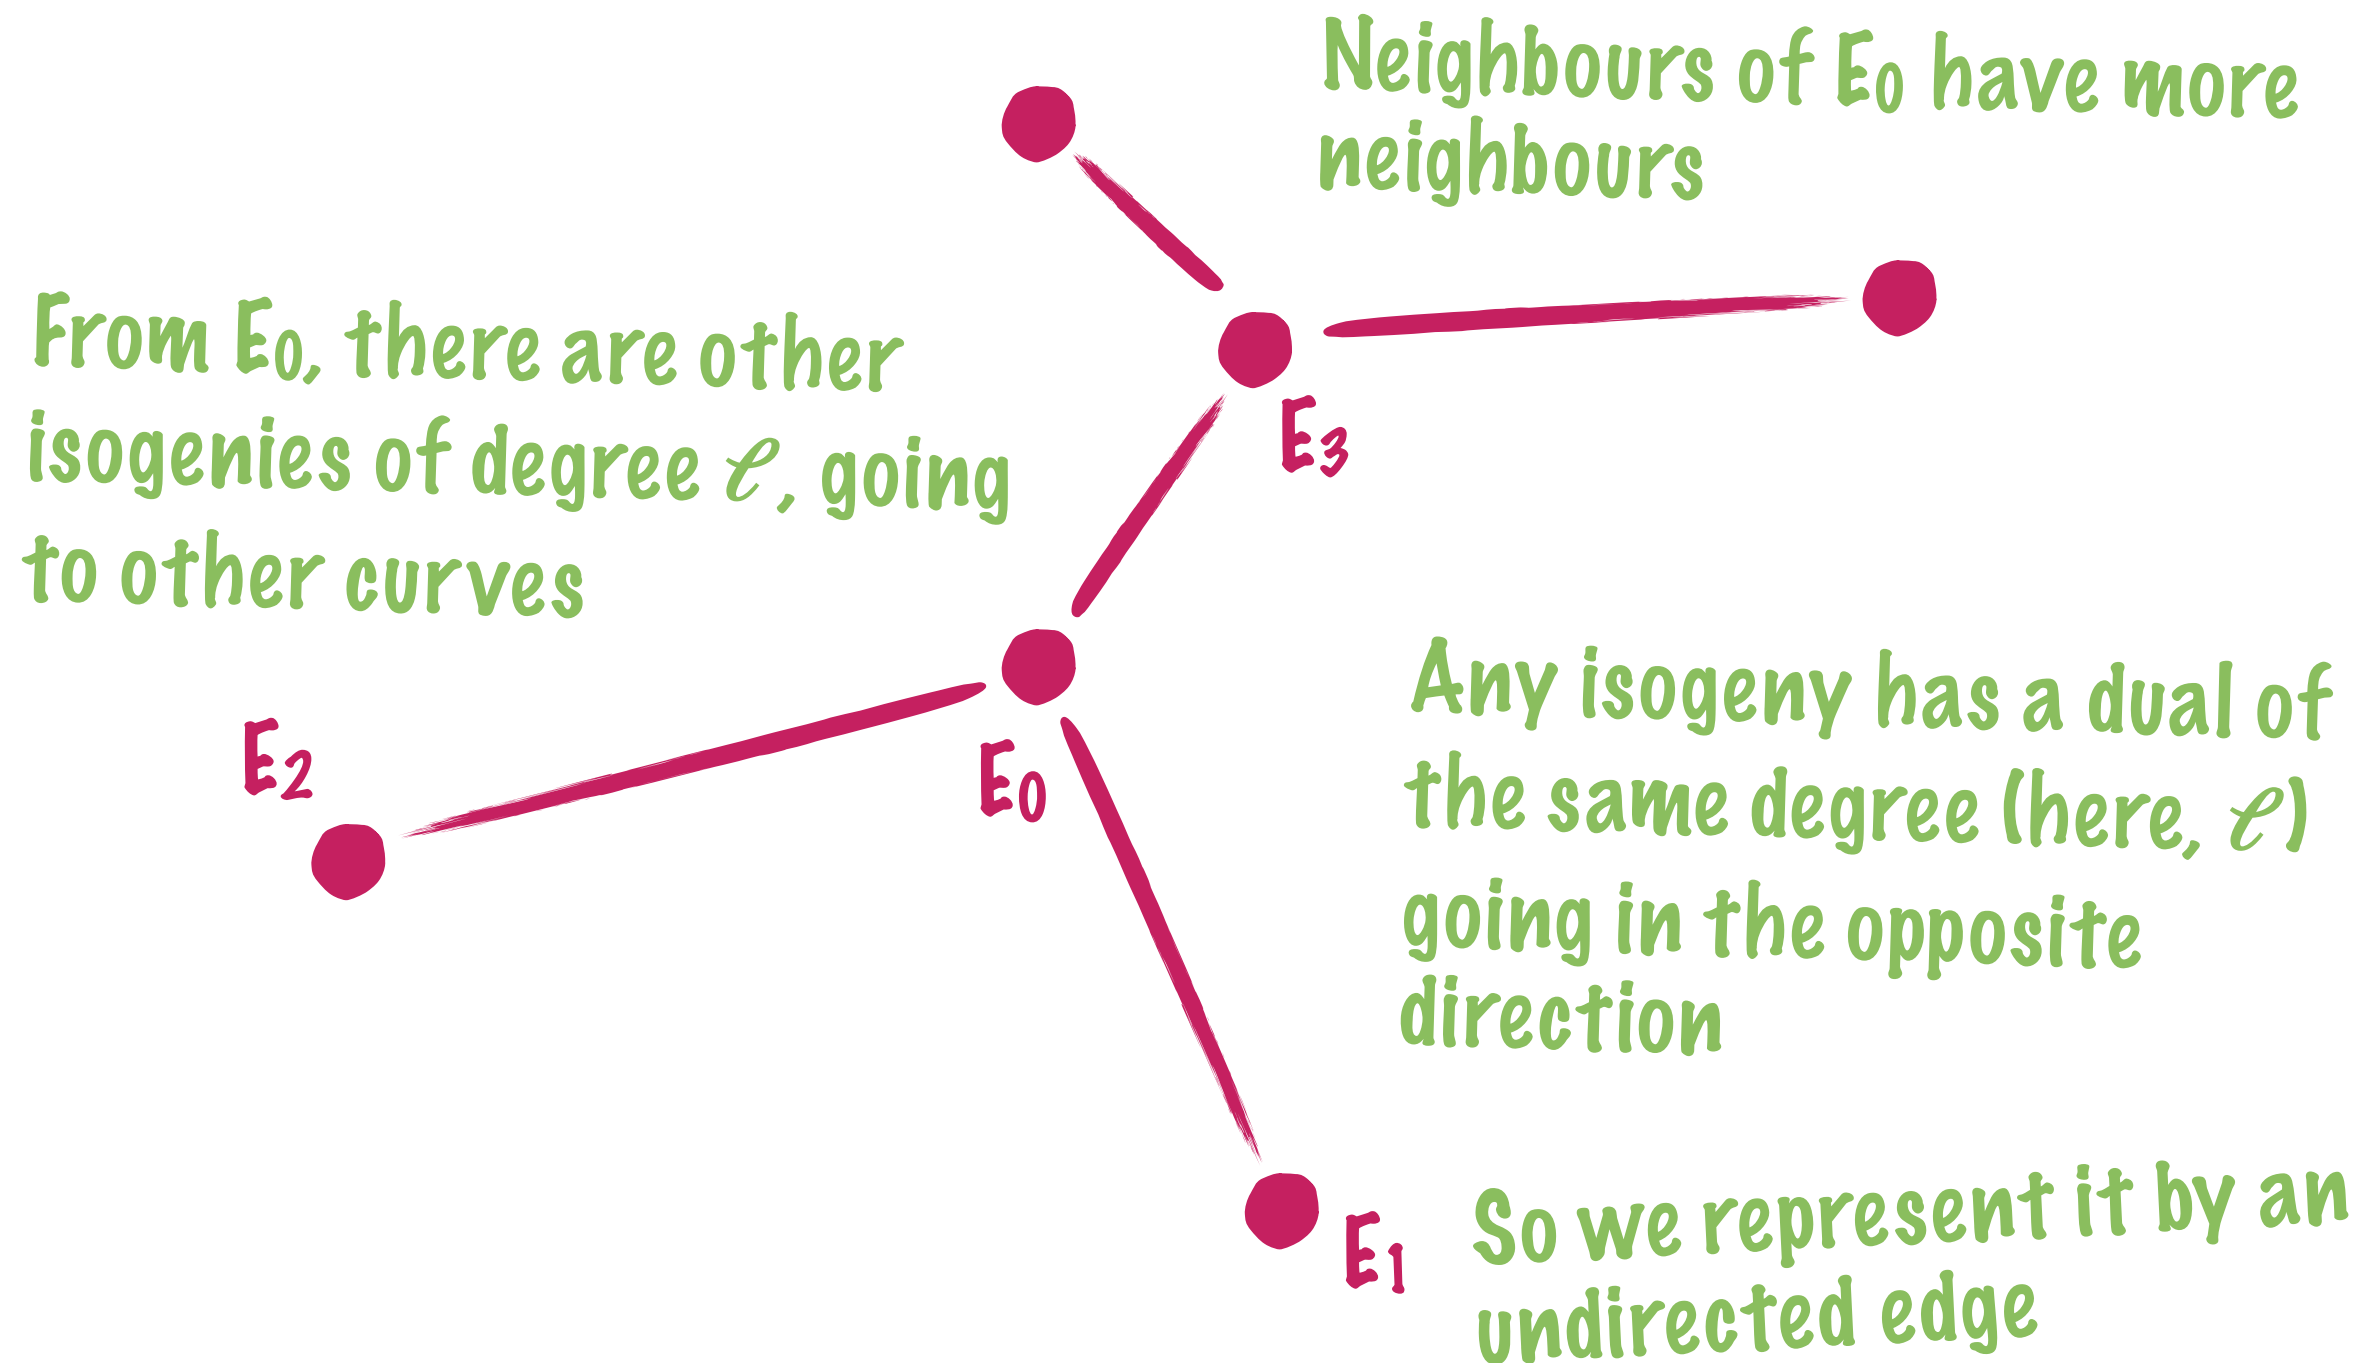 Neighbours of E0 have more
neighbours
From E0, there are other
isogenies of degree ℓ, going
to other curves
E3
Any isogeny has a dual of
the same degree (here, ℓ)
going in the opposite
direction
E2
E0
So we represent it by an
undirected edge
E1